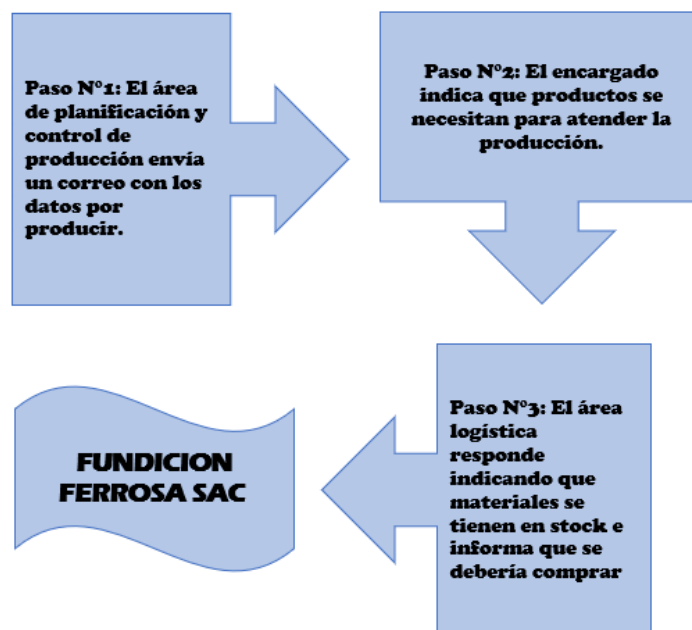 Paso N°1: El área
de planificación y
control de
producción envía
un correo con los
datos por
producir.
Paso N°2: El encargado
indica que productos se
necesitan para atender la
producción.
Paso N°3: El área
logística
responde
indicando que
materiales se
tienen en stock e
informa que se
debería comprar
FUNDICION
FERROSA SAC